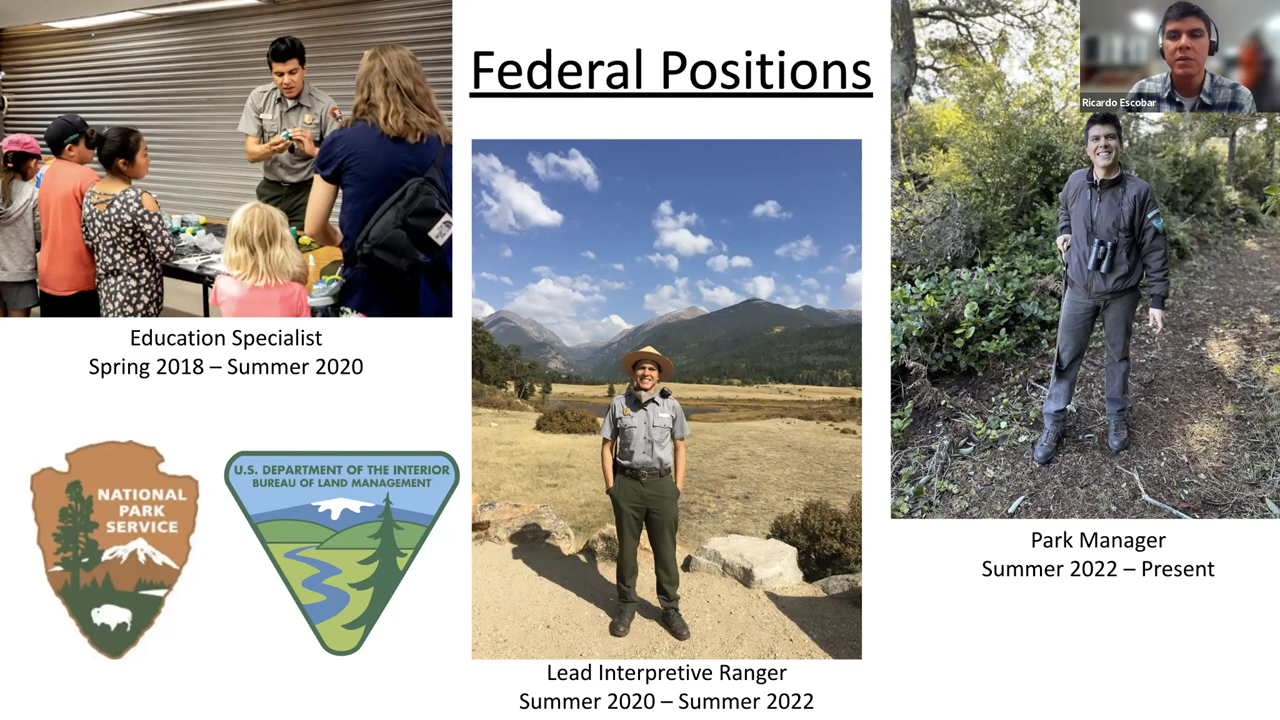 Federal Positions
Ricardo Escobar
Education Specialist
Spring 2018 – Summer 2020
NATIONAL
PARK
SERVICE
U.S. DEPARTMENT OF THE INTERIOR
BUREAU OF LAND MANAGEMENT
Lead Interpretive Ranger
Summer 2020 – Summer 2022
Park Manager
Summer 2022 – Present